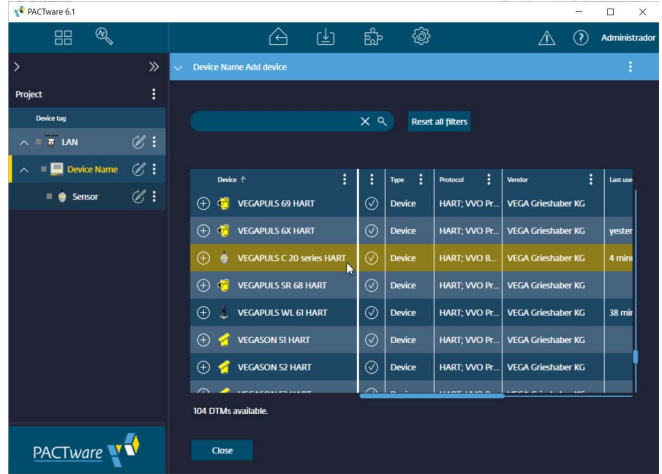 PACTware 6.1
Administrador
Device Name Add device
Project
Device tag
LAN
Device Name
Sensor
Reset all filters
Device Type Protocol Vendor Last use
VEGAPULS 69 HART Device HART; VVO Pr... VEGA Grieshaber KG
VEGAPULS 6X HART Device HART; VVO Pr... VEGA Grieshaber KG yester
VEGAPULS C 20 series HART Device HART; VVO B... VEGA Grieshaber KG 4 min
VEGAPULS SR 68 HART Device HART; VVO Pr... VEGA Grieshaber KG
VEGAPULS WL 61 HART Device HART; VVO Pr... VEGA Grieshaber KG 38 min
VEGASON 51 HART Device HART; VVO Pr... VEGA Grieshaber KG
VEGASON 52 HART Device HART; VVO Pr... VEGA Grieshaber KG
104 DTMs available.
PACTware
Close